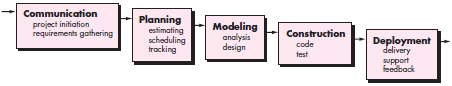 Communication
project initiation
requirements gathering
Planning
estimating
scheduling
tracking
Modeling
analysis
design
Construction
code
test
Deployment
delivery
support
feedback